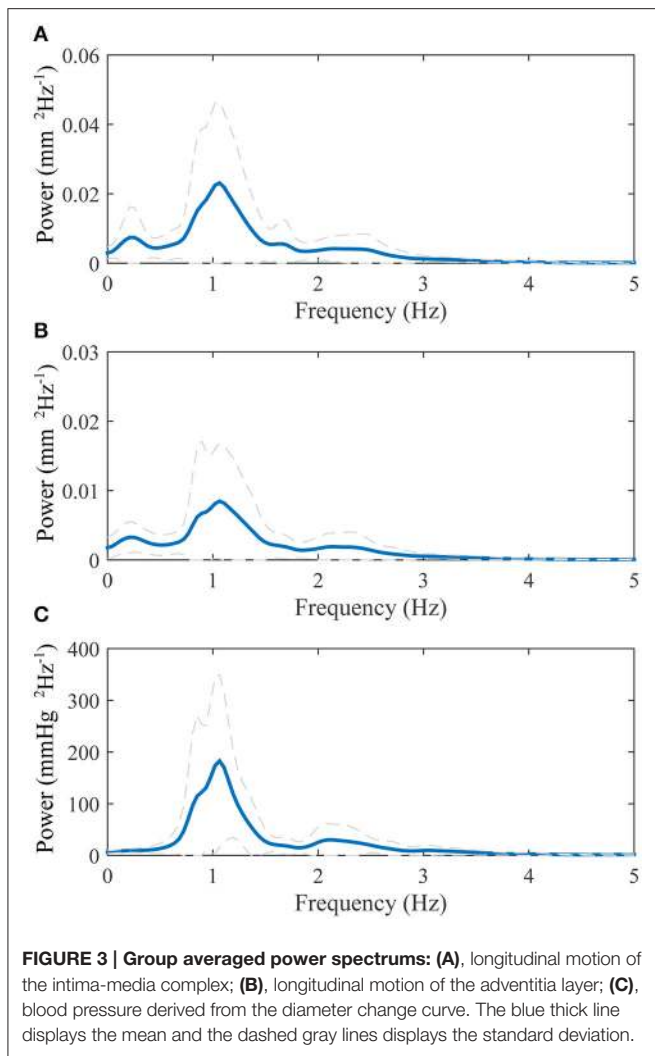 A
Power (mm ²Hz⁻¹)
0.06
0.04
0.02
0
0 1 2 3 4 5
Frequency (Hz)
B
Power (mm ²Hz⁻¹)
0.03
0.02
0.01
0
0 1 2 3 4 5
Frequency (Hz)
C
Power (mmHg ²Hz⁻¹)
400
300
200
100
0
0 1 2 3 4 5
Frequency (Hz)
FIGURE 3 | Group averaged power spectrums: (A), longitudinal motion of
the intima-media complex; (B), longitudinal motion of the adventitia layer; (C),
blood pressure derived from the diameter change curve. The blue thick line
displays the mean and the dashed gray lines displays the standard deviation.